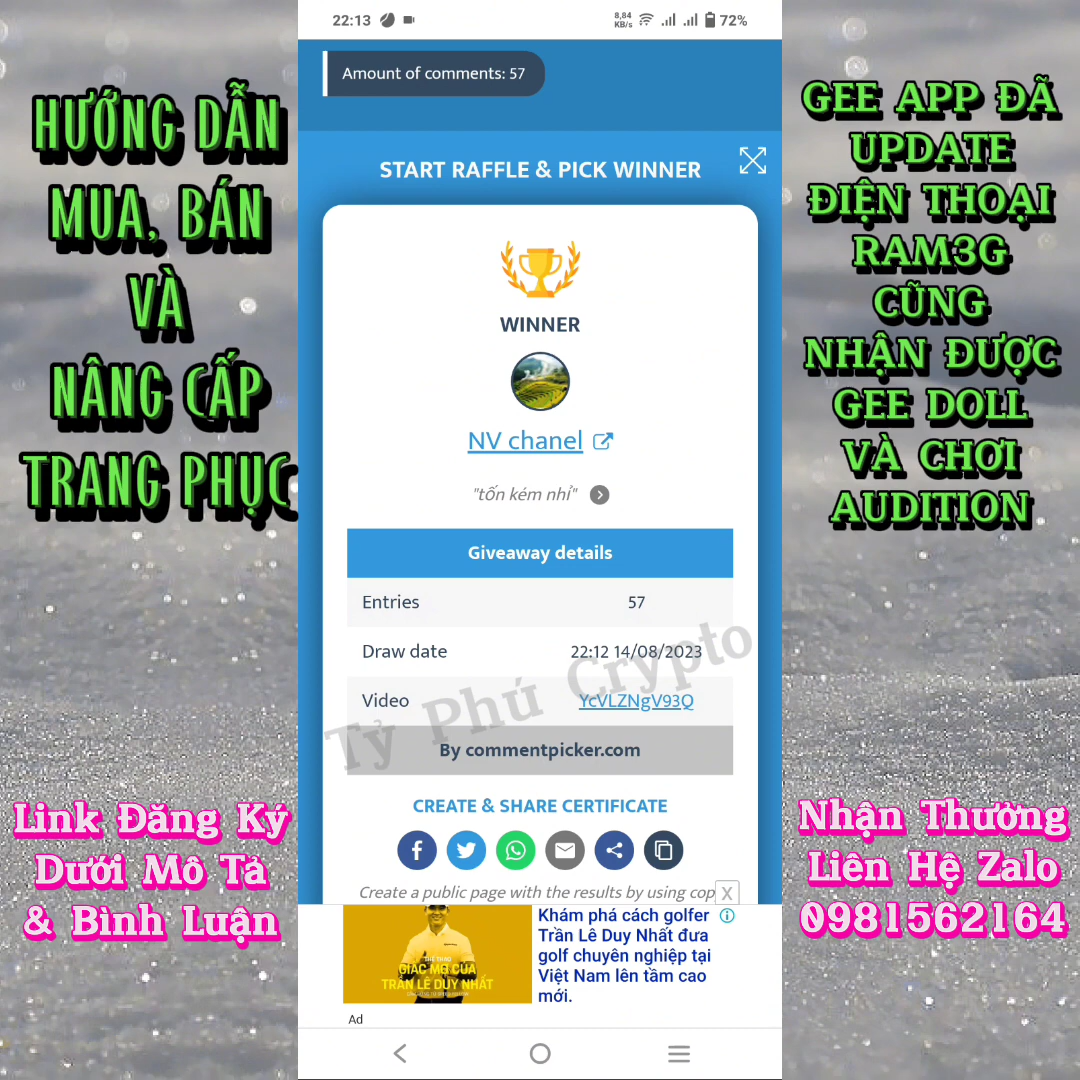 HƯỚNG DẪN
MUA, BÁN
VÀ
NÂNG CẤP
TRANG PHỤC
Link Đăng Ký
Dưới Mô Tả
& Bình Luận
22:13
8,84
KB/s
72%
Amount of comments: 57
START RAFFLE & PICK WINNER
WINNER
NV chanel
"tốn kém nhỉ"
Giveaway details
Entries 57
Draw date 22:12 14/08/2023
Video YcVLZNgV93Q
By commentpicker.com
Tỷ Phú Crypto
CREATE & SHARE CERTIFICATE
Create a public page with the results by using cop
X
THỂ THAO
GIẤC MƠ CỦA
TRẦN LÊ DUY NHẤT
Khám phá cách golfer
Trần Lê Duy Nhất đưa
golf chuyên nghiệp tại
Việt Nam lên tầm cao
mới.
Ad
GEE APP ĐÃ
UPDATE
ĐIỆN THOẠI
RAM3G
CŨNG
NHẬN ĐƯỢC
GEE DOLL
VÀ CHƠI
AUDITION
Nhận Thưởng
Liên Hệ Zalo
0981562164